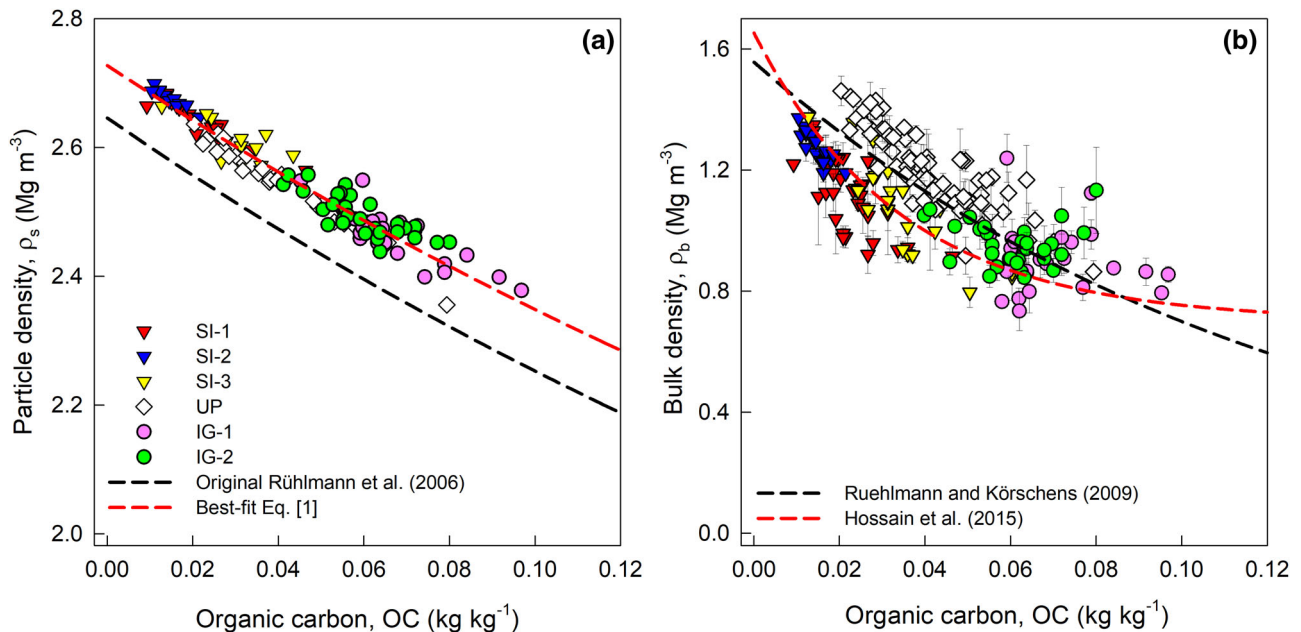 (a)
Particle density, ρs (Mg m-3)
2.8
2.6
2.4
2.2
2.0
SI-1
SI-2
SI-3
UP
IG-1
IG-2
Original Rühlmann et al. (2006)
Best-fit Eq. [1]
0.00 0.02 0.04 0.06 0.08 0.10 0.12
Organic carbon, OC (kg kg-1)
(b)
Bulk density, ρb (Mg m-3)
1.6
1.2
0.8
0.4
0.0
Ruehlmann and Körschens (2009)
Hossain et al. (2015)
0.00 0.02 0.04 0.06 0.08 0.10 0.12
Organic carbon, OC (kg kg-1)